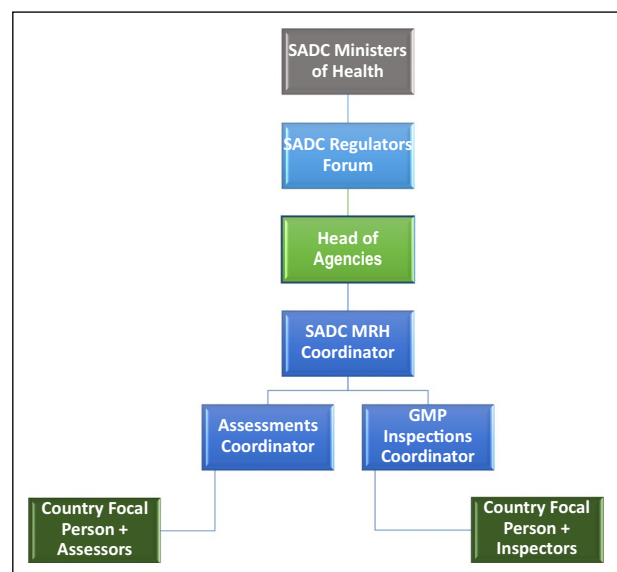 SADC Ministers
of Health
SADC Regulators
Forum
Head of
Agencies
SADC MRH
Coordinator
Assessments
Coordinator
GMP
Inspections
Coordinator
Country Focal
Person +
Assessors
Country Focal
Person +
Inspectors